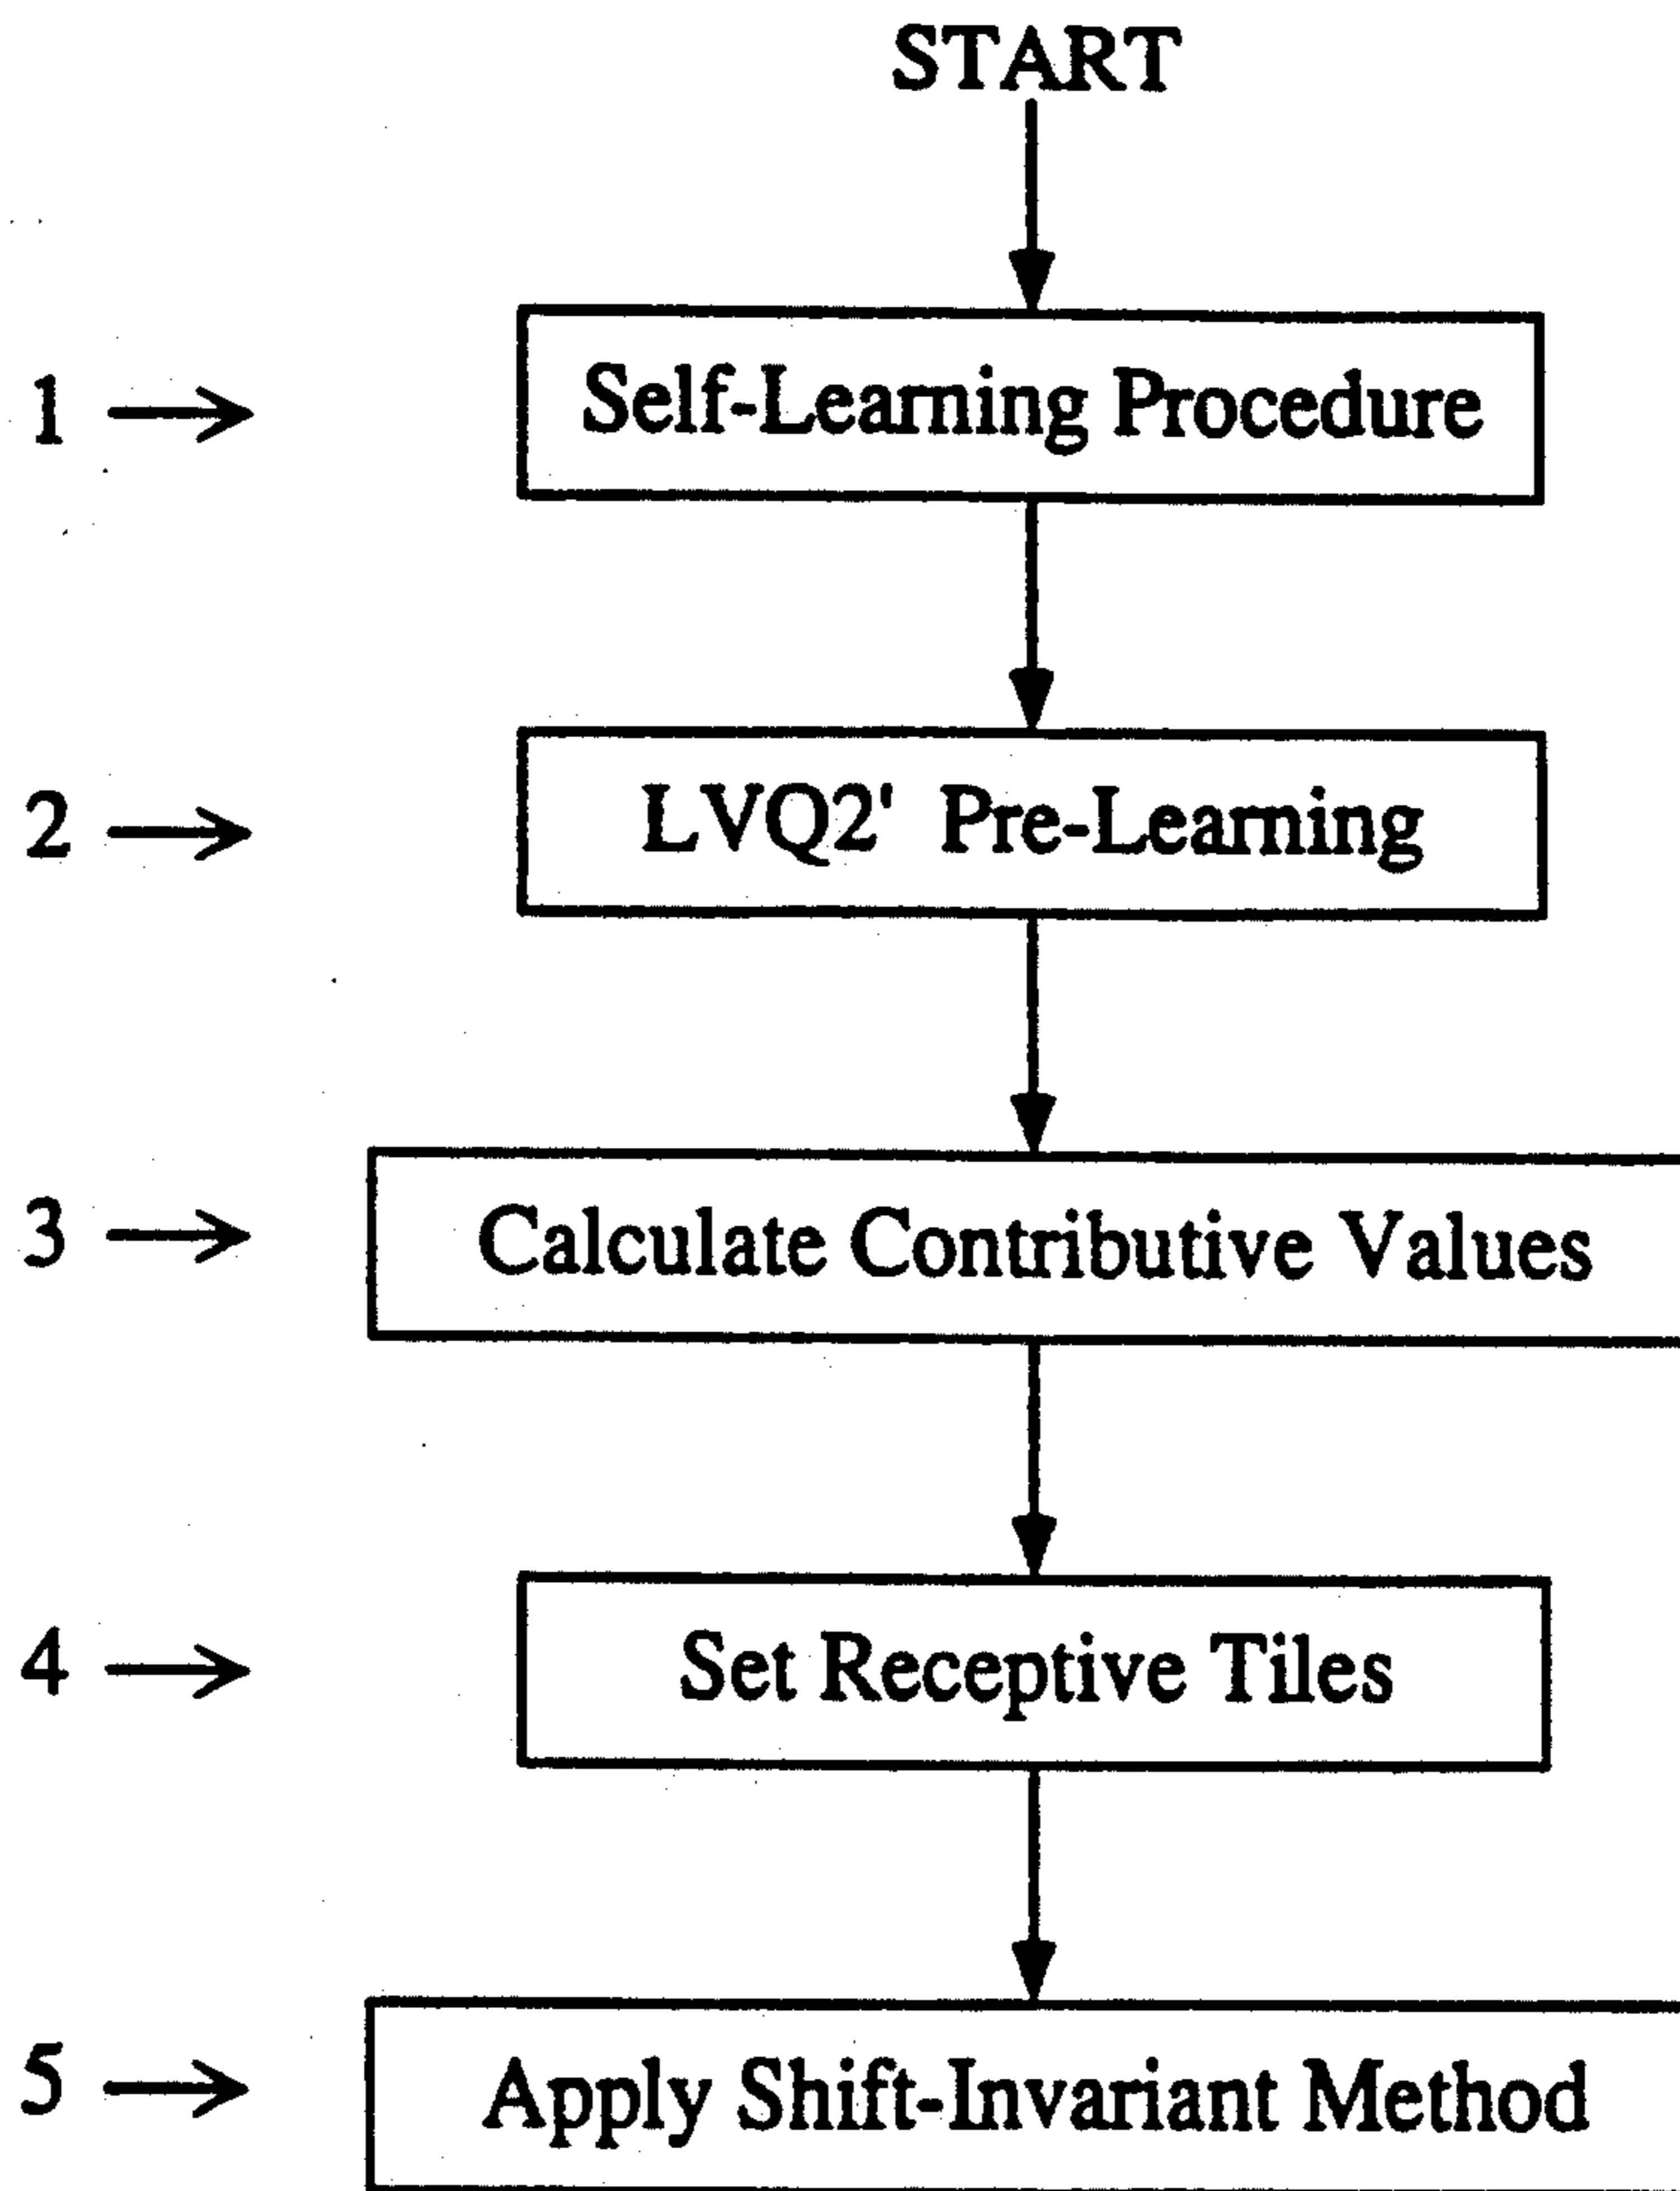 START
1 Self-Learning Procedure
2 LVQ2' Pre-Learning
3 Calculate Contributive Values
4 Set Receptive Tiles
5 Apply Shift-Invariant Method